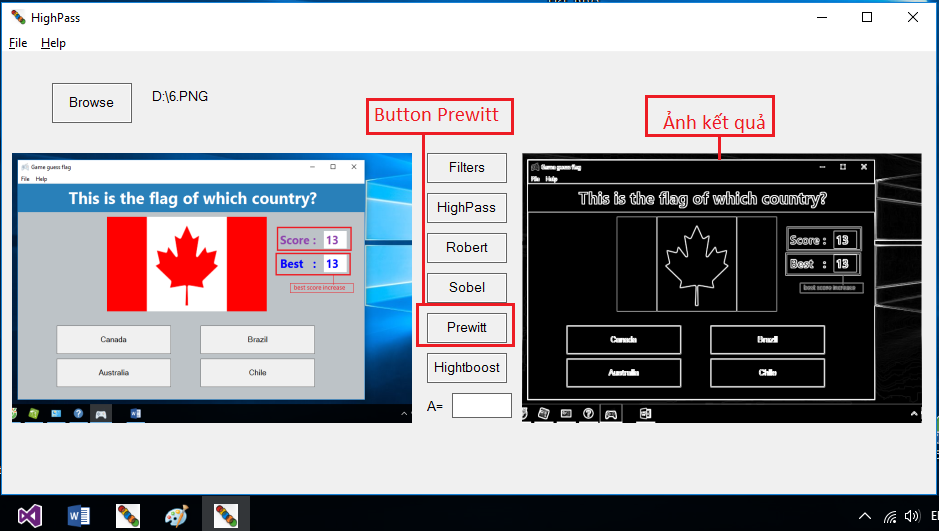 HighPass
File Help
Browse
D:\6.PNG
Button Prewitt
Ảnh kết quả
Game guess flag
File Help
This is the flag of which country?
Score : 13
Best : 13
best score increase
Canada
Brazil
Australia
Chile
Filters
HighPass
Robert
Sobel
Prewitt
Hightboost
A=
Game guess flag
File Help
This is the flag of which country?
Score : 13
Best : 13
best score increase
Canada
Brazil
Australia
Chile